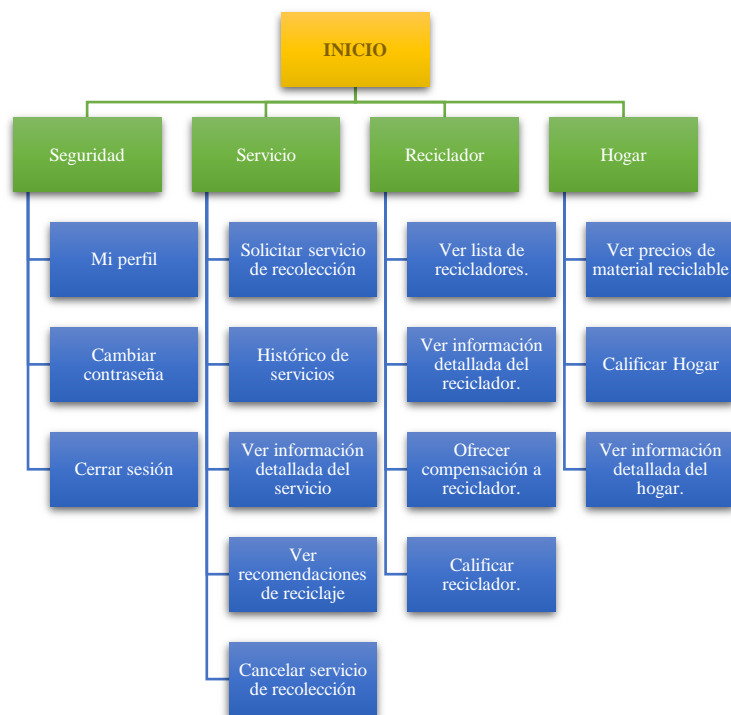 INICIO
Seguridad
Servicio
Reciclador
Hogar
Mi perfil
Cambiar
contraseña
Cerrar sesión
Solicitar servicio
de recolección
Histórico de
servicios
Ver información
detallada del
servicio
Ver
recomendaciones
de reciclaje
Cancelar servicio
de recolección
Ver lista de
recicladores.
Ver información
detallada del
reciclador.
Ofrecer
compensación a
reciclador.
Calificar
reciclador.
Ver precios de
material reciclable
Calificar Hogar
Ver información
detallada del
hogar.